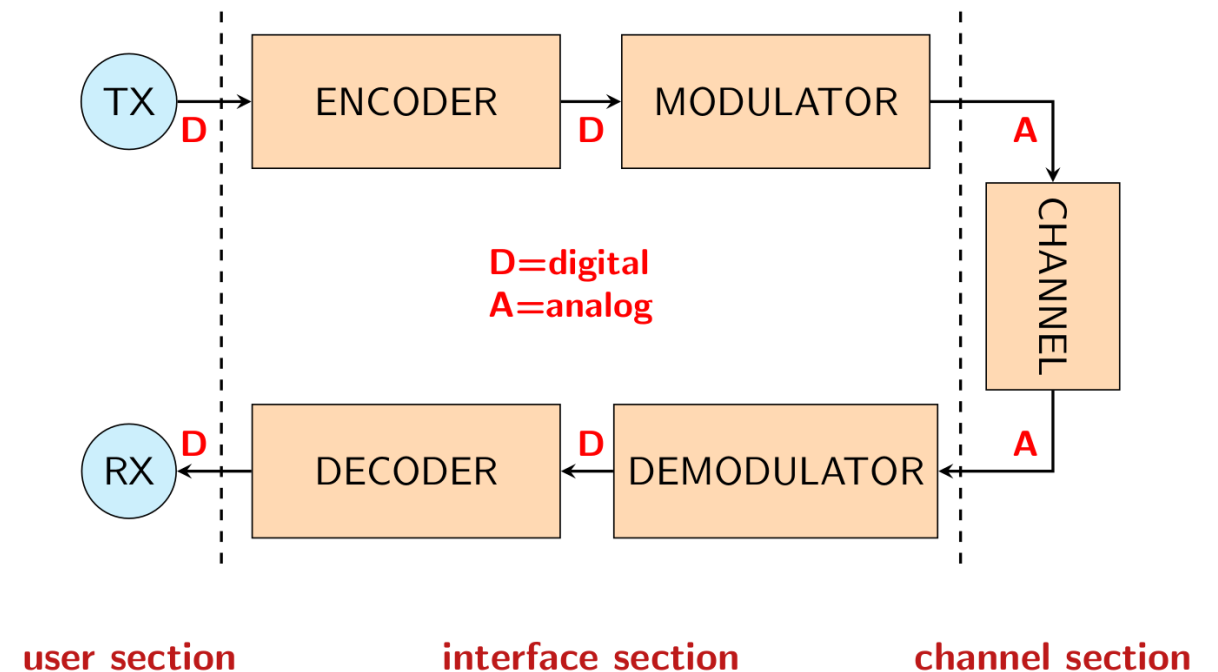 TX
ENCODER
MODULATOR
D
D
A
CHANNEL
D=digital
A=analog
D
D
A
RX
DECODER
DEMODULATOR
user section
interface section
channel section